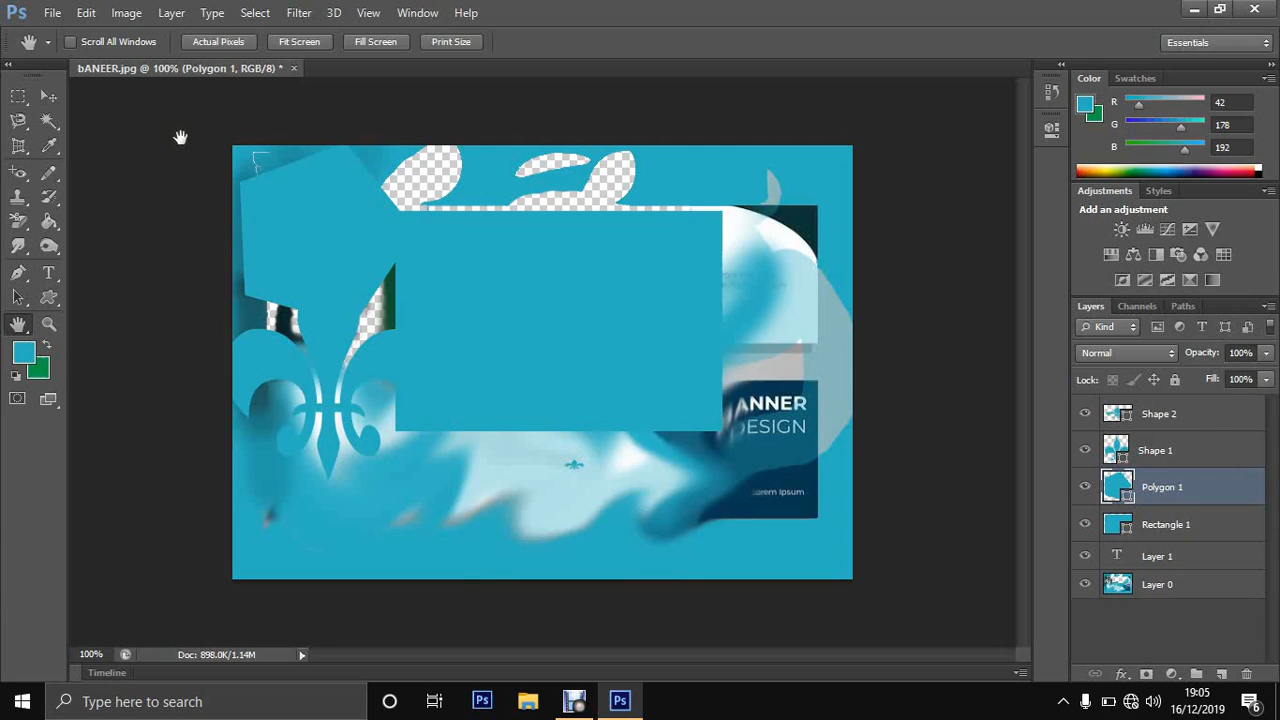 Ps File Edit Image Layer Type Select Filter 3D View Window Help
Scroll All Windows Actual Pixels Fit Screen Fill Screen Print Size Essentials
bANEER.jpg @ 100% (Polygon 1, RGB/8) *
Color Swatches
R 42
G 178
B 192
Adjustments Styles
Add an adjustment
Layers Channels Paths
Kind
Normal Opacity: 100%
Lock: Fill: 100%
Shape 2
Shape 1
Polygon 1
Rectangle 1
Layer 1
Layer 0
ANNER
DESIGN
Lorem Ipsum
100% Doc: 898.0K/1.14M
Timeline
Type here to search
19:05
16/12/2019
6